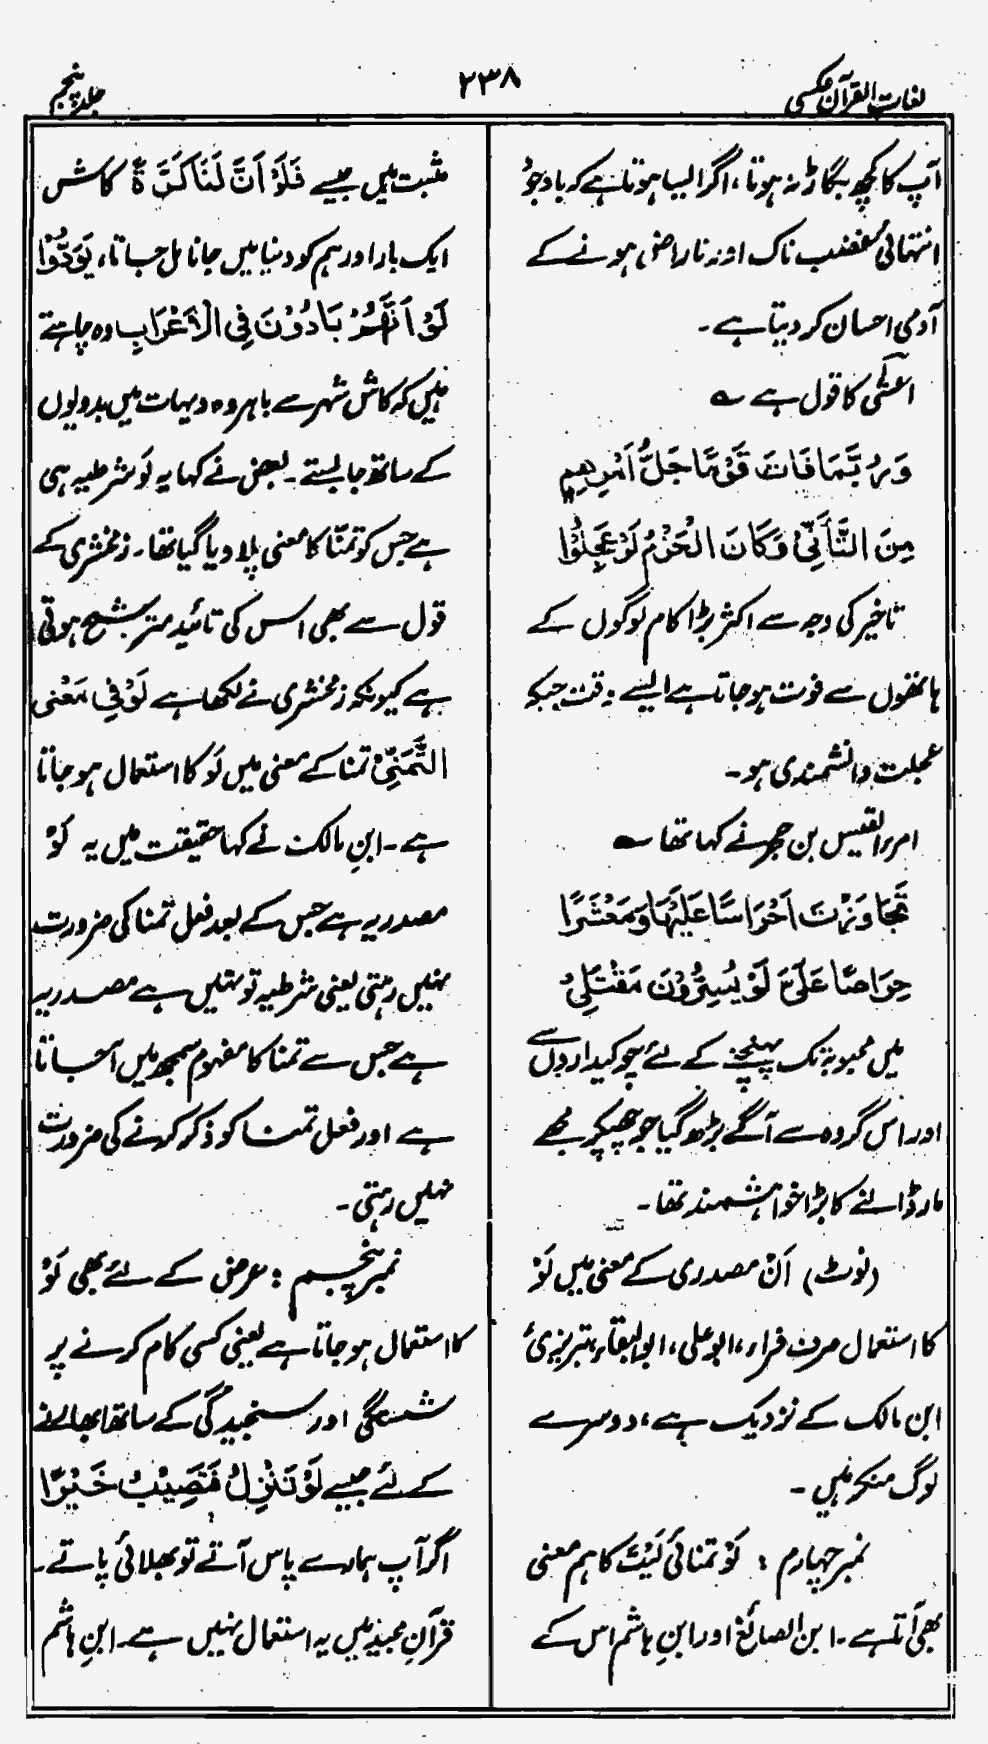 لغات القرآن عکسی
۲۳۸
جلد پنجم
آپ کا کچھ بگاڑ نہ ہوتا، اگر ایسا ہوتا ہے کہ باوجود
انتہائی غضب ناک اور ناراض ہونے کے
آدمی احسان کر دیتا ہے۔
اعشیٰ کا قول ہے ؎
وَرُبَّمَا فَاتَ قَوْمًا جَلُّ اَمْرِهِمِ
مِنَ التَّأَنِّیْ وَکَانَ الْحَزْمُ لَوْ عَجِلُوْا
تاخیر کی وجہ سے اکثر بڑا کام لوگوں کے
ہاتھوں سے فوت ہو جاتا ہے ایسے وقت جبکہ
عجلت دانشمندی ہو۔
امرء القیس بن حجر نے کہا تھا ؎
تَجَاوَزْتُ اَحْرَاسًا عَلَیْهَا وَمَعْشَرًا
حِرَاصًا عَلَیَّ لَوْ یُسِرُّوْنَ مَقْتَلِیْ
میں محبوبہ تک پہنچنے کے لئے چوکیداروں سے
اور اس گروہ سے آگے بڑھ گیا جو چھپ کر مجھے
مار ڈالنے کا بڑا خواہشمند تھا۔
(نوٹ) اَنْ مصدری کے معنی میں لَوْ
کا استعمال صرف فراء، ابو علی، ابو البقاء، تبریزی
ابن مالک کے نزدیک ہے، دوسرے
لوگ منکر ہیں۔
نمبر چہارم : لَوْ تمنائی لَیْتَ کا ہم معنی
بھی آتا ہے۔ ابن الصائغ اور ابنِ ہاشم اس کے
مثبت ہیں جیسے فَلَوْ اَنَّ لَنَا کَرَّةً کاش
ایک بار اور ہم کو دنیا میں جانا مل جاتا، یَوَدُّوْا
لَوْ اَنَّهُمْ بَادُوْنَ فِی الْاَعْرَابِ وہ چاہتے
ہیں کہ کاش شہر سے باہر وہ دیہات میں بدویوں
کے ساتھ جا بستے۔ بعض نے کہا یہ لَو شرطیہ ہی
ہے جس کو تمنّا کا معنی پلا دیا گیا تھا۔ زمخشری کے
قول سے بھی اس کی تائید مترشح ہوتی
ہے کیونکہ زمخشری نے لکھا ہے لَوْ فِی مَعْنی
التَّمَنِّیْ تمنا کے معنی میں لَو کا استعمال ہو جاتا
ہے۔ ابنِ مالک نے کہا حقیقت میں یہ لَوْ
مصدریہ ہے جس کے بعد فعل تمنا کی ضرورت
نہیں رہتی یعنی شرطیہ تو نہیں ہے مصدریہ
ہے جس سے تمنا کا مفہوم سمجھ میں آ جاتا
ہے اور فعل تمنا کو ذکر کرنے کی ضرورت
نہیں رہتی۔
نمبر پنجم : عرض کے لئے بھی لَوْ
کا استعمال ہو جاتا ہے یعنی کسی کام کرنے پر
شستگی اور سنجیدگی کے ساتھ ابھارنے
کے لئے جیسے لَوْ تَنْزِلُ فَتُصِیْبُ خَیْرًا
اگر آپ ہمارے پاس آتے تو بھلائی پاتے۔
قرآنِ مجید میں یہ استعمال نہیں ہے۔ ابنِ ہاشم